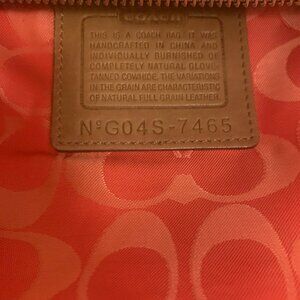 COACH
THIS IS A COACH BAG. IT WAS
HANDCRAFTED IN CHINA AND
INDIVIDUALLY BURNISHED OF
COMPLETELY NATURAL GLOVE
TANNED COWHIDE. THE VARIATIONS
IN THE GRAIN ARE CHARACTERISTIC
OF NATURAL FULL GRAIN LEATHER.
NºG04S-7465